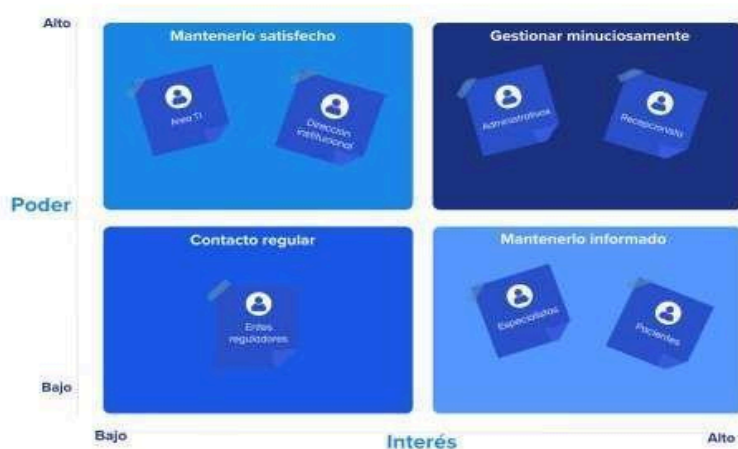 Alto
Mantenerlo satisfecho
Gestionar minuciosamente
Area TI
Dirección
institucional
Administrativos
Recepcionista
Poder
Contacto regular
Mantenerlo informado
Entes
reguladores
Especialistas
Pacientes
Bajo
Bajo
Interés
Alto